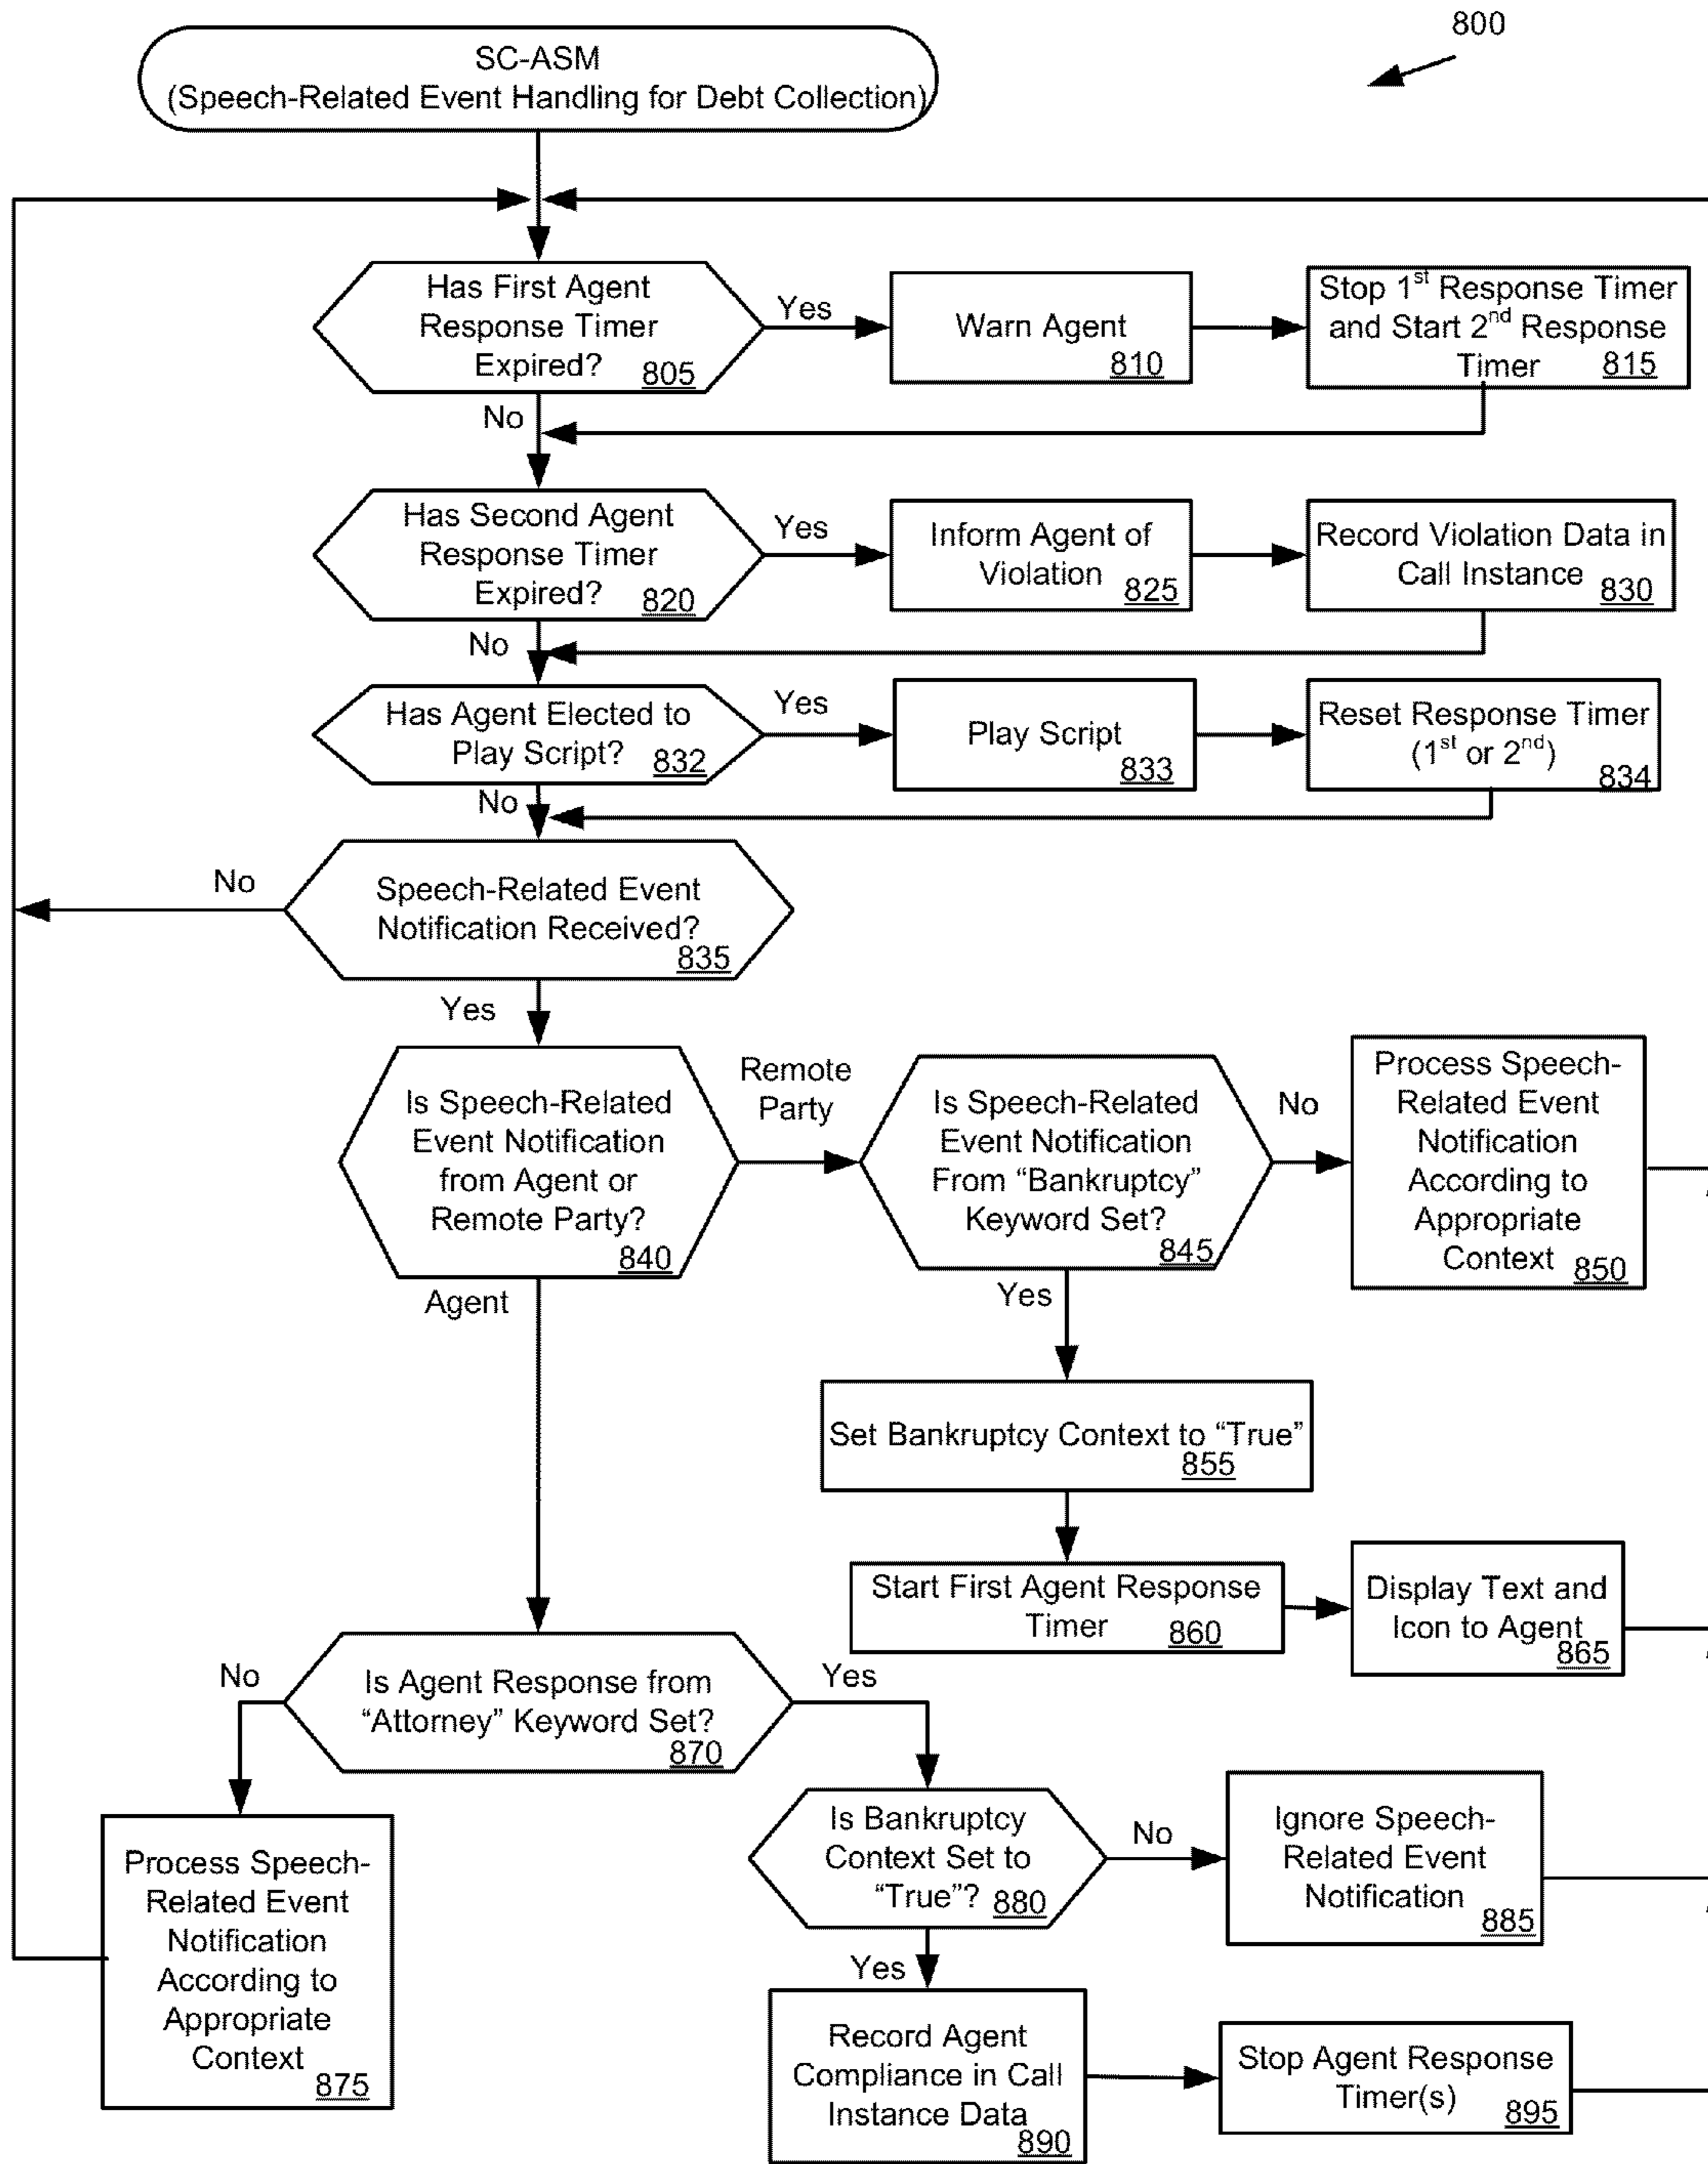 800
SC-ASM
(Speech-Related Event Handling for Debt Collection)
Has First Agent
Response Timer
Expired?
805
Yes
No
Warn Agent
810
Stop 1st Response Timer
and Start 2nd Response
Timer
815
Has Second Agent
Response Timer
Expired?
820
Yes
No
Inform Agent of
Violation
825
Record Violation Data in
Call Instance
830
Has Agent Elected to
Play Script?
832
Yes
No
Play Script
833
Reset Response Timer
(1st or 2nd)
834
Speech-Related Event
Notification Received?
835
No
Yes
Is Speech-Related
Event Notification
from Agent or
Remote Party?
840
Remote
Party
Agent
Is Speech-Related
Event Notification
From “Bankruptcy”
Keyword Set?
845
No
Yes
Process Speech-
Related Event
Notification
According to
Appropriate
Context
850
Set Bankruptcy Context to “True”
855
Start First Agent Response
Timer
860
Display Text and
Icon to Agent
865
Is Agent Response from
“Attorney” Keyword Set?
870
No
Yes
Process Speech-
Related Event
Notification
According to
Appropriate
Context
875
Is Bankruptcy
Context Set to
“True”?
880
No
Yes
Ignore Speech-
Related Event
Notification
885
Record Agent
Compliance in Call
Instance Data
890
Stop Agent Response
Timer(s)
895